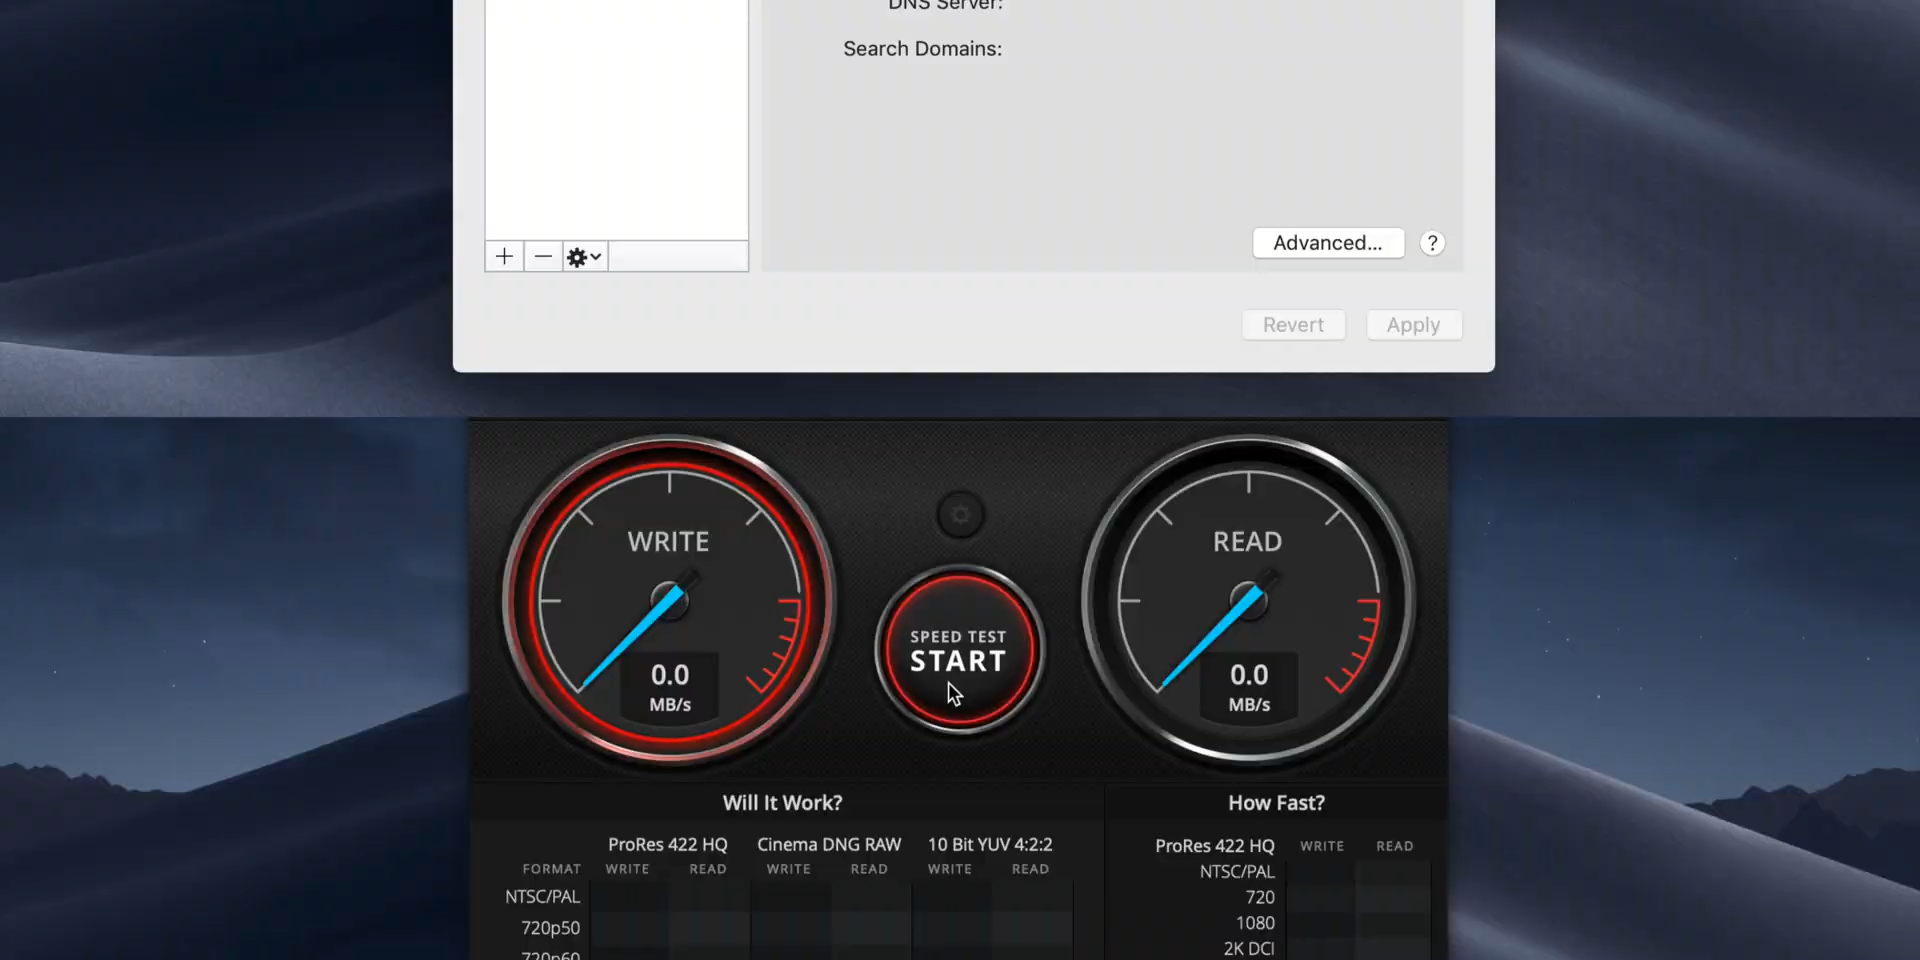 DNS Server:
Search Domains:
Advanced...
?
Revert
Apply
WRITE
0.0
MB/s
SPEED TEST
START
READ
0.0
MB/s
Will It Work?
ProRes 422 HQ Cinema DNG RAW 10 Bit YUV 4:2:2
FORMAT WRITE READ WRITE READ WRITE READ
NTSC/PAL
720p50
720p60
How Fast?
ProRes 422 HQ WRITE READ
NTSC/PAL
720
1080
2K DCI